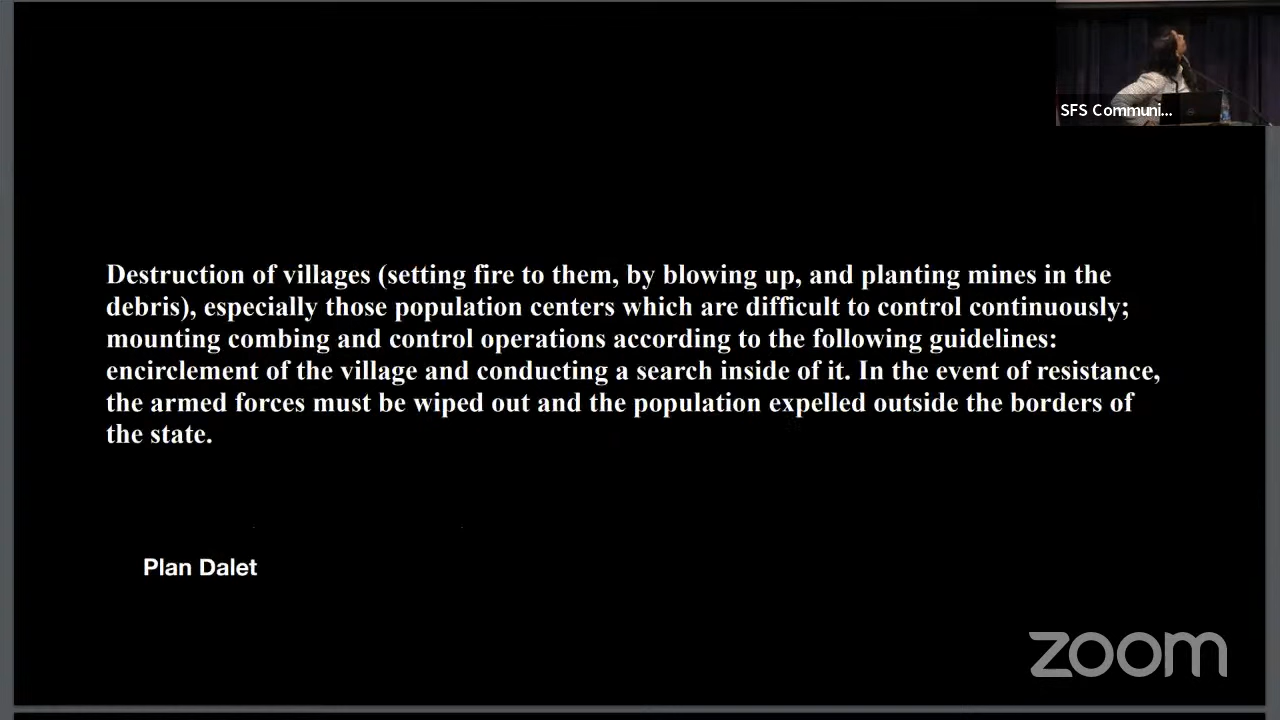 SFS Communi...
Destruction of villages (setting fire to them, by blowing up, and planting mines in the
debris), especially those population centers which are difficult to control continuously;
mounting combing and control operations according to the following guidelines:
encirclement of the village and conducting a search inside of it. In the event of resistance,
the armed forces must be wiped out and the population expelled outside the borders of
the state.
Plan Dalet
zoom